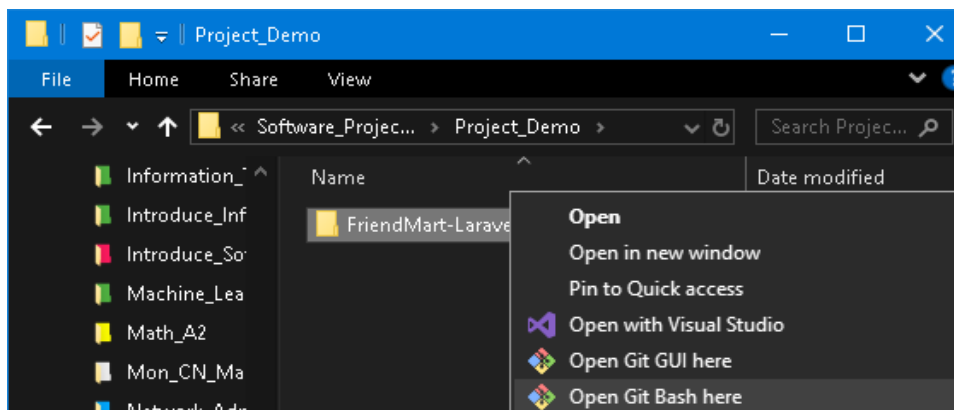 Project_Demo
File Home Share View
« Software_Projec... > Project_Demo > Search Projec...
Name Date modified
Information_
Introduce_Inf
Introduce_So
Machine_Lea
Math_A2
Mon_CN_Ma
FriendMart-Larave
Open
Open in new window
Pin to Quick access
Open with Visual Studio
Open Git GUI here
Open Git Bash here